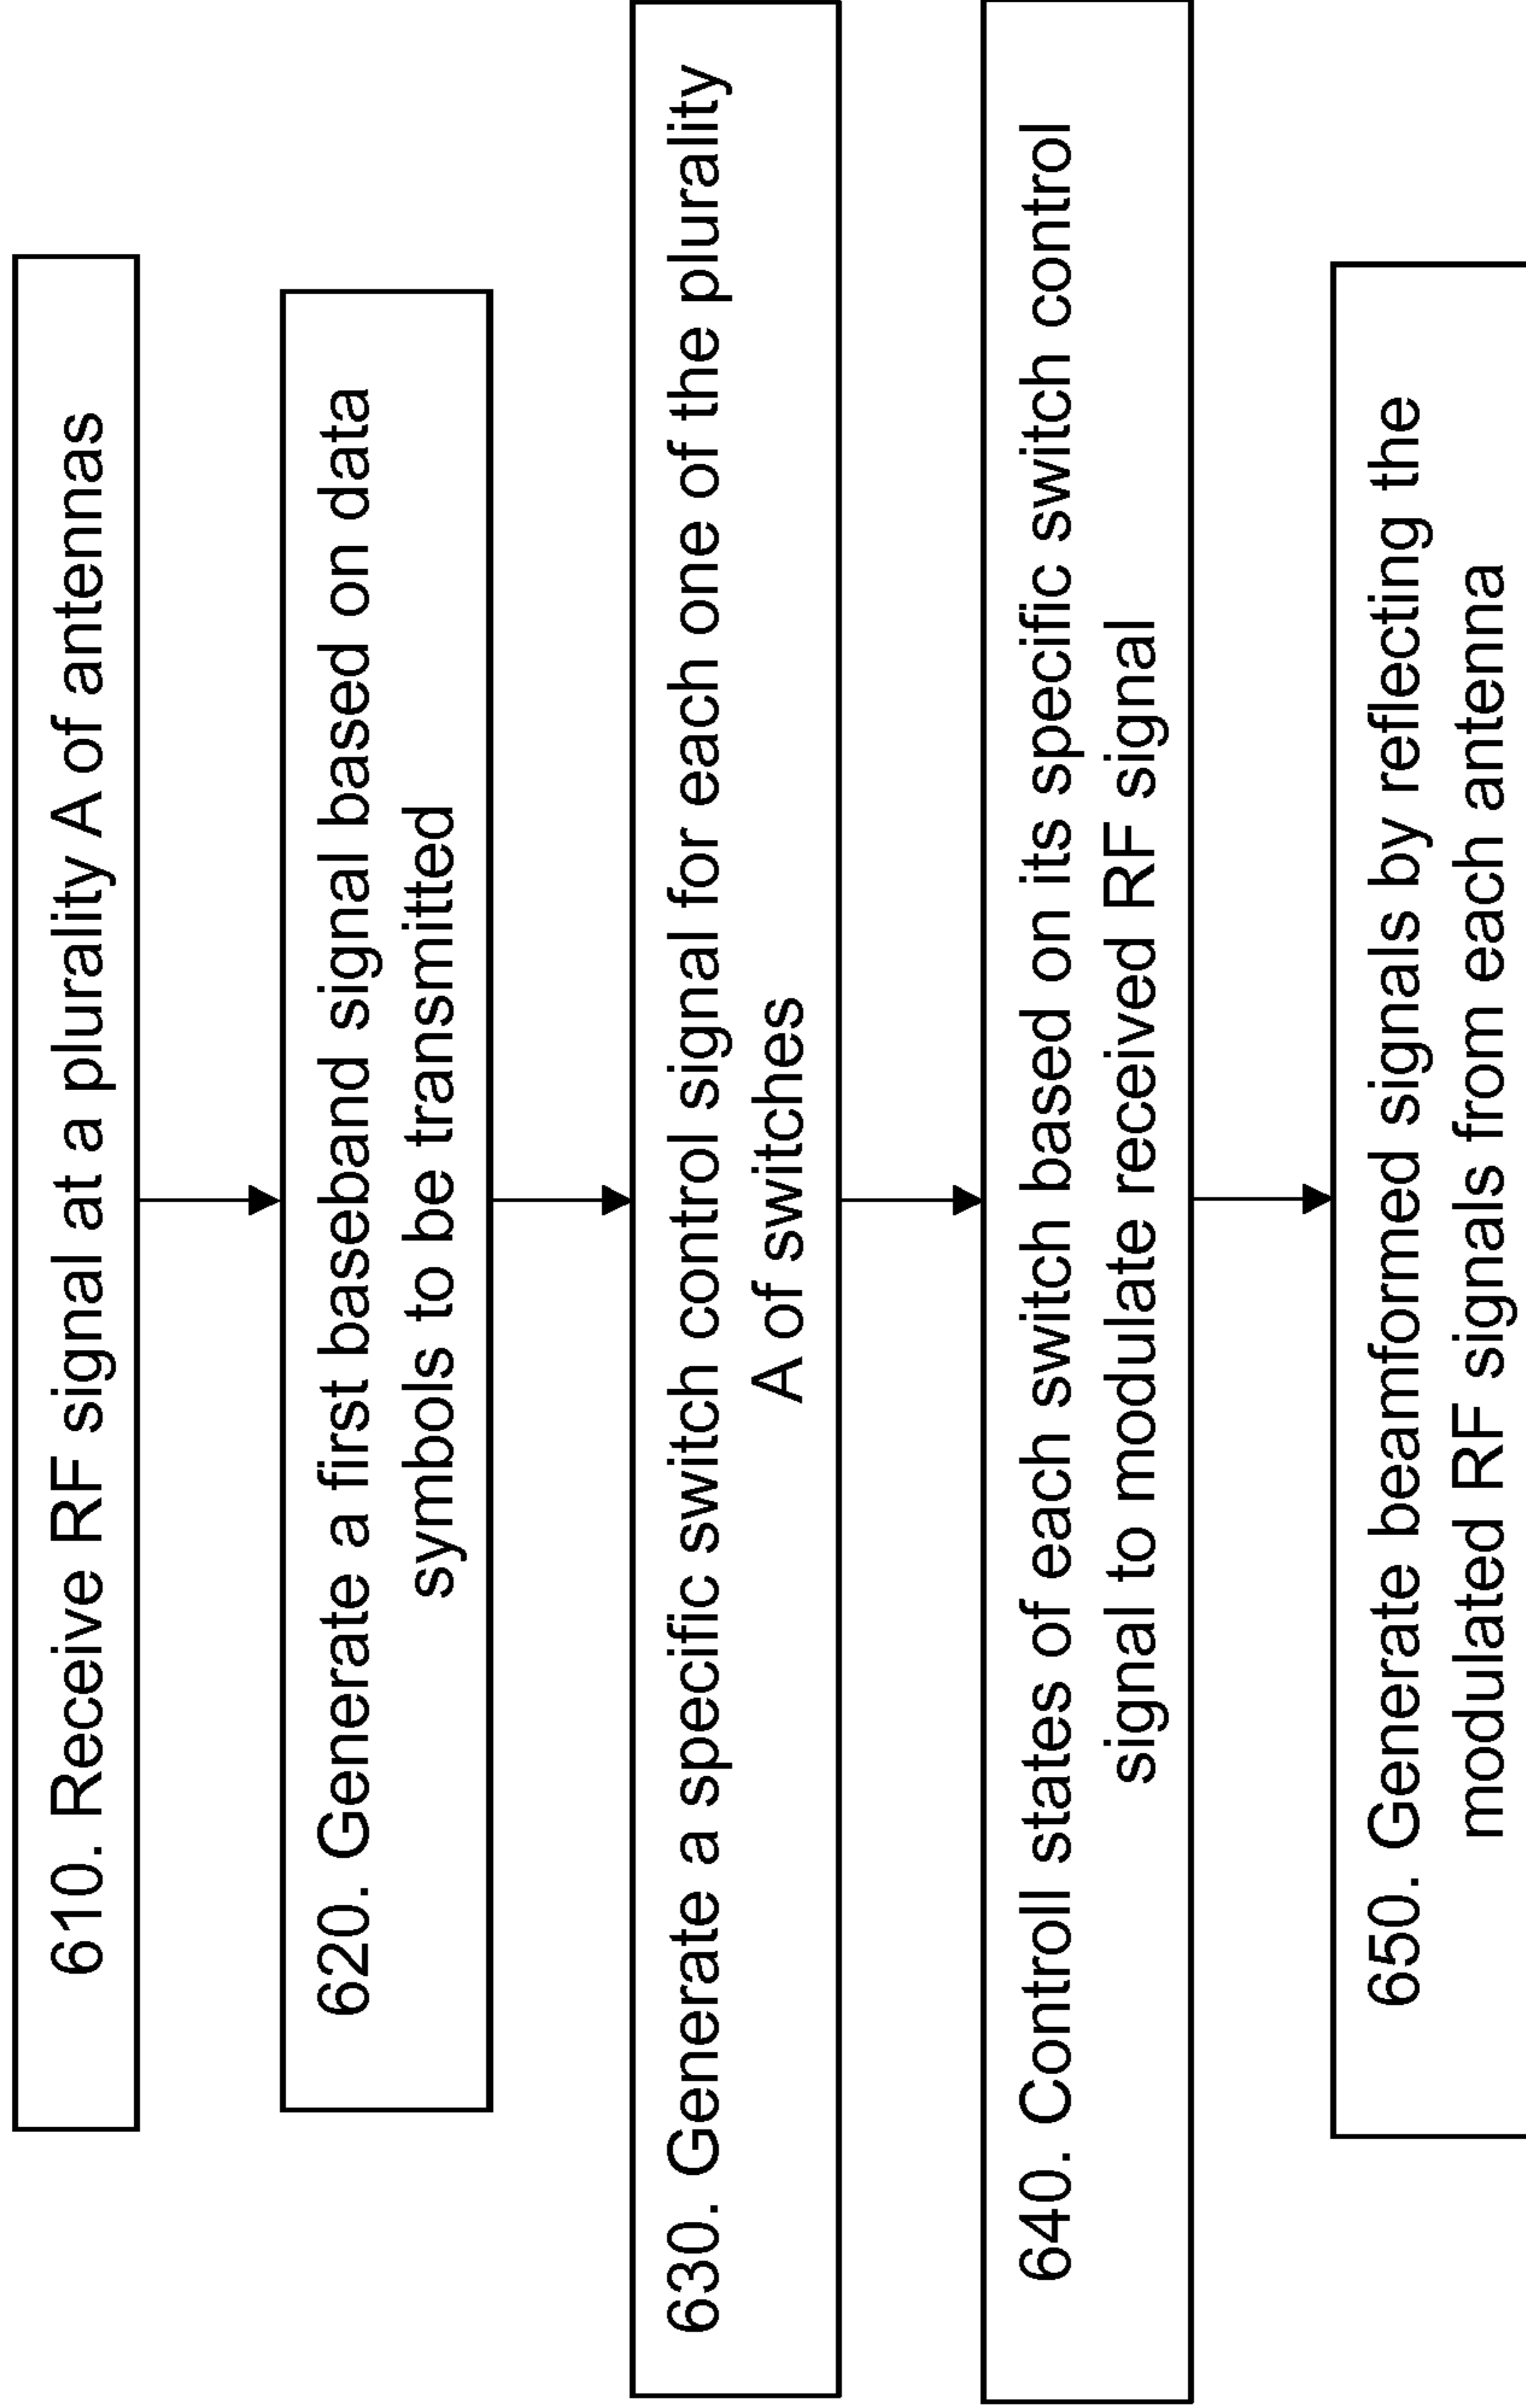 610. Receive RF signal at a plurality A of antennas
620. Generate a first baseband signal based on data
symbols to be transmitted
630. Generate a specific switch control signal for each one of the plurality
A of switches
640. Controll states of each switch based on its specific switch control
signal to modulate received RF signal
650. Generate beamformed signals by reflecting the
modulated RF signals from each antenna